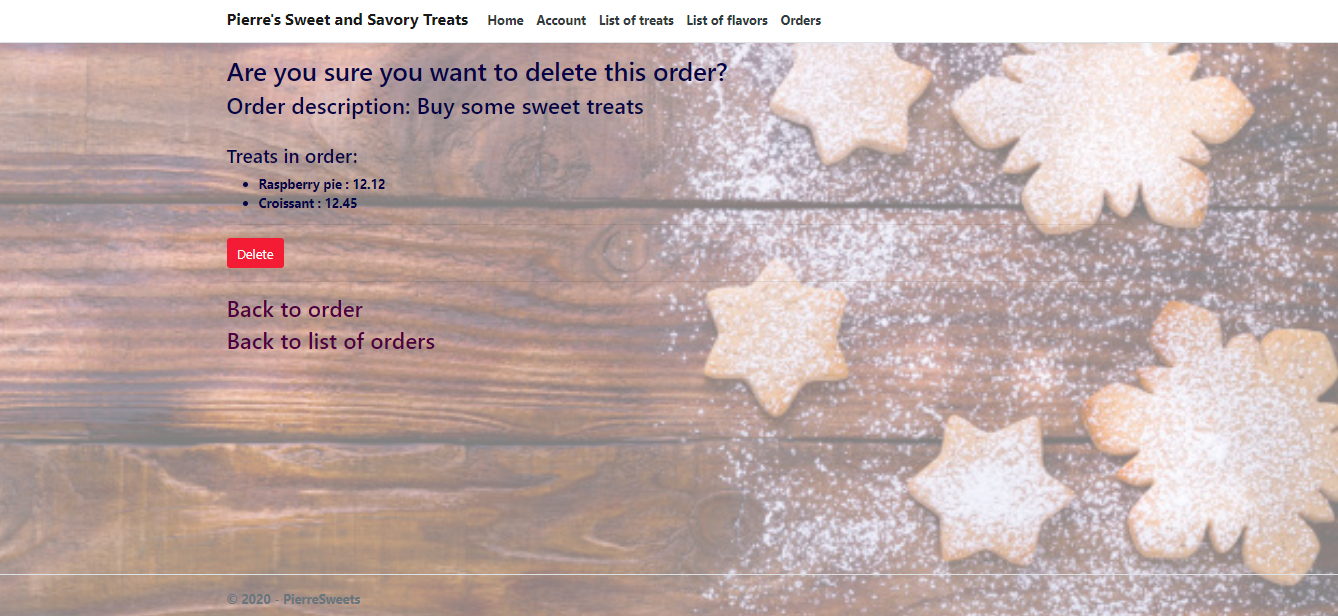 Pierre's Sweet and Savory Treats Home Account List of treats List of flavors Orders
Are you sure you want to delete this order?
Order description: Buy some sweet treats
Treats in order:
Raspberry pie : 12.12
Croissant : 12.45
Delete
Back to order
Back to list of orders
© 2020 - PierreSweets